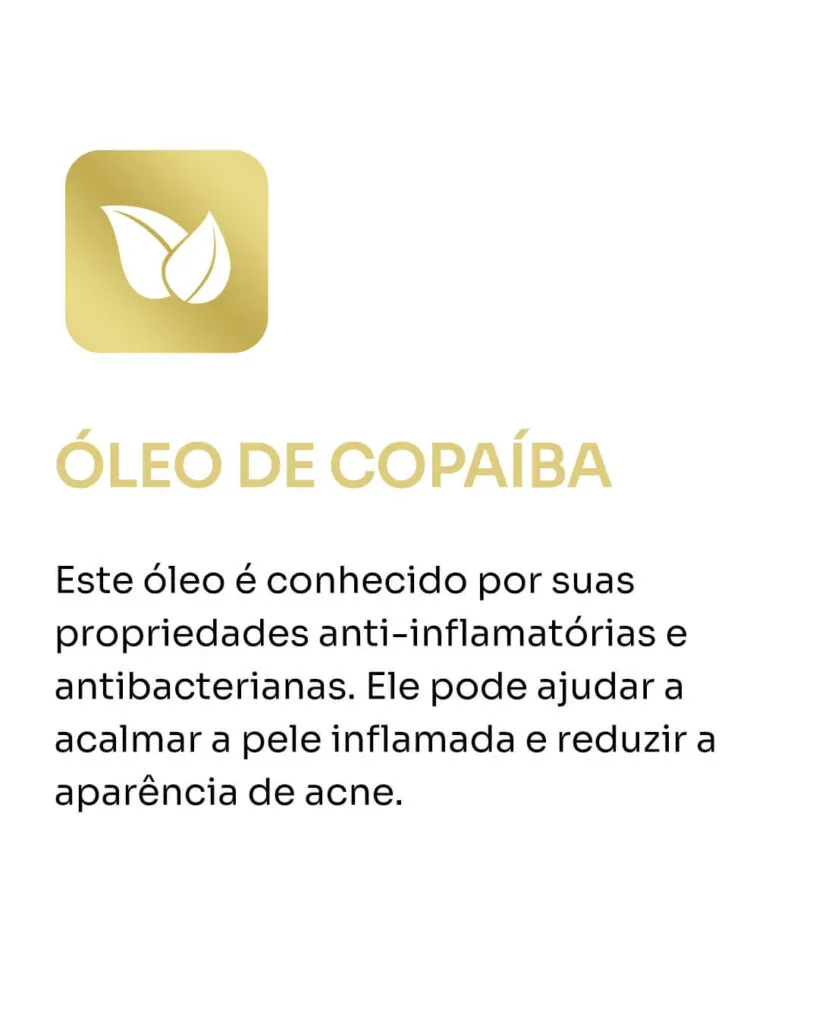 ÓLEO DE COPAÍBA
Este óleo é conhecido por suas
propriedades anti-inflamatórias e
antibacterianas. Ele pode ajudar a
acalmar a pele inflamada e reduzir a
aparência de acne.